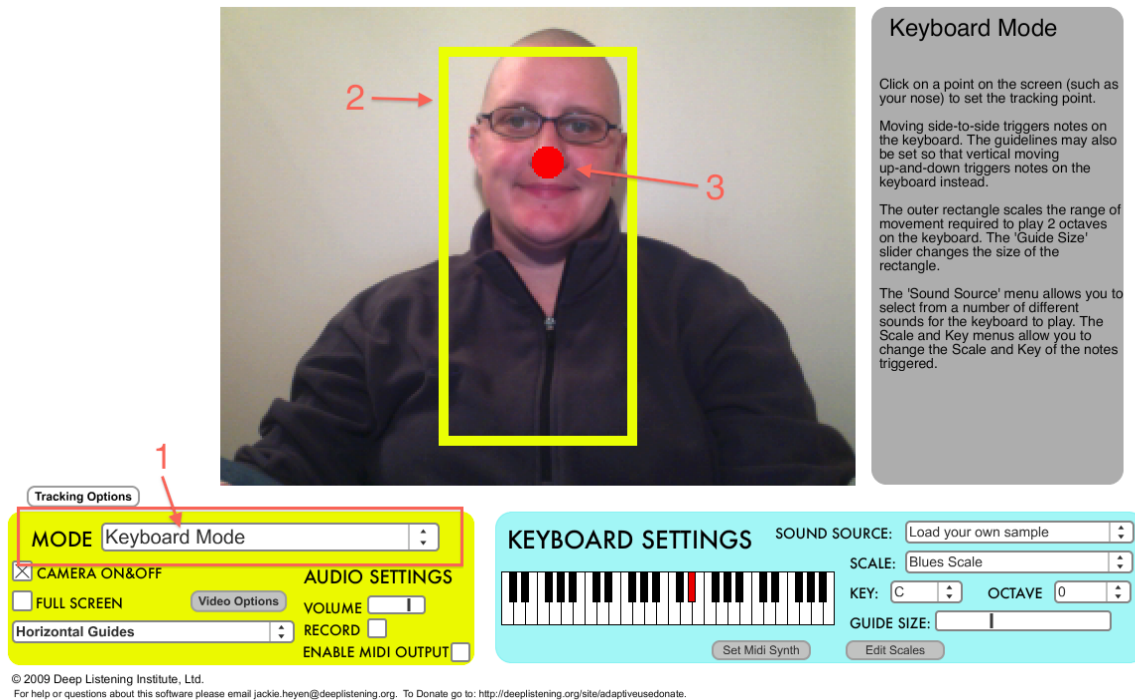 Keyboard Mode
Click on a point on the screen (such as
your nose) to set the tracking point.
Moving side-to-side triggers notes on
the keyboard. The guidelines may also
be set so that vertical moving
up-and-down triggers notes on the
keyboard instead.
The outer rectangle scales the range of
movement required to play 2 octaves
on the keyboard. The 'Guide Size'
slider changes the size of the
rectangle.
The 'Sound Source' menu allows you to
select from a number of different
sounds for the keyboard to play. The
Scale and Key menus allow you to
change the Scale and Key of the notes
triggered.
2
3
1
Tracking Options
MODE Keyboard Mode
CAMERA ON&OFF
FULL SCREEN
Video Options
Horizontal Guides
AUDIO SETTINGS
VOLUME
RECORD
ENABLE MIDI OUTPUT
KEYBOARD SETTINGS
SOUND SOURCE: Load your own sample
SCALE: Blues Scale
KEY: C OCTAVE 0
GUIDE SIZE:
Set Midi Synth
Edit Scales
© 2009 Deep Listening Institute, Ltd.
For help or questions about this software please email jackie.heyen@deeplistening.org. To Donate go to: http://deeplistening.org/site/adaptiveusedonate.